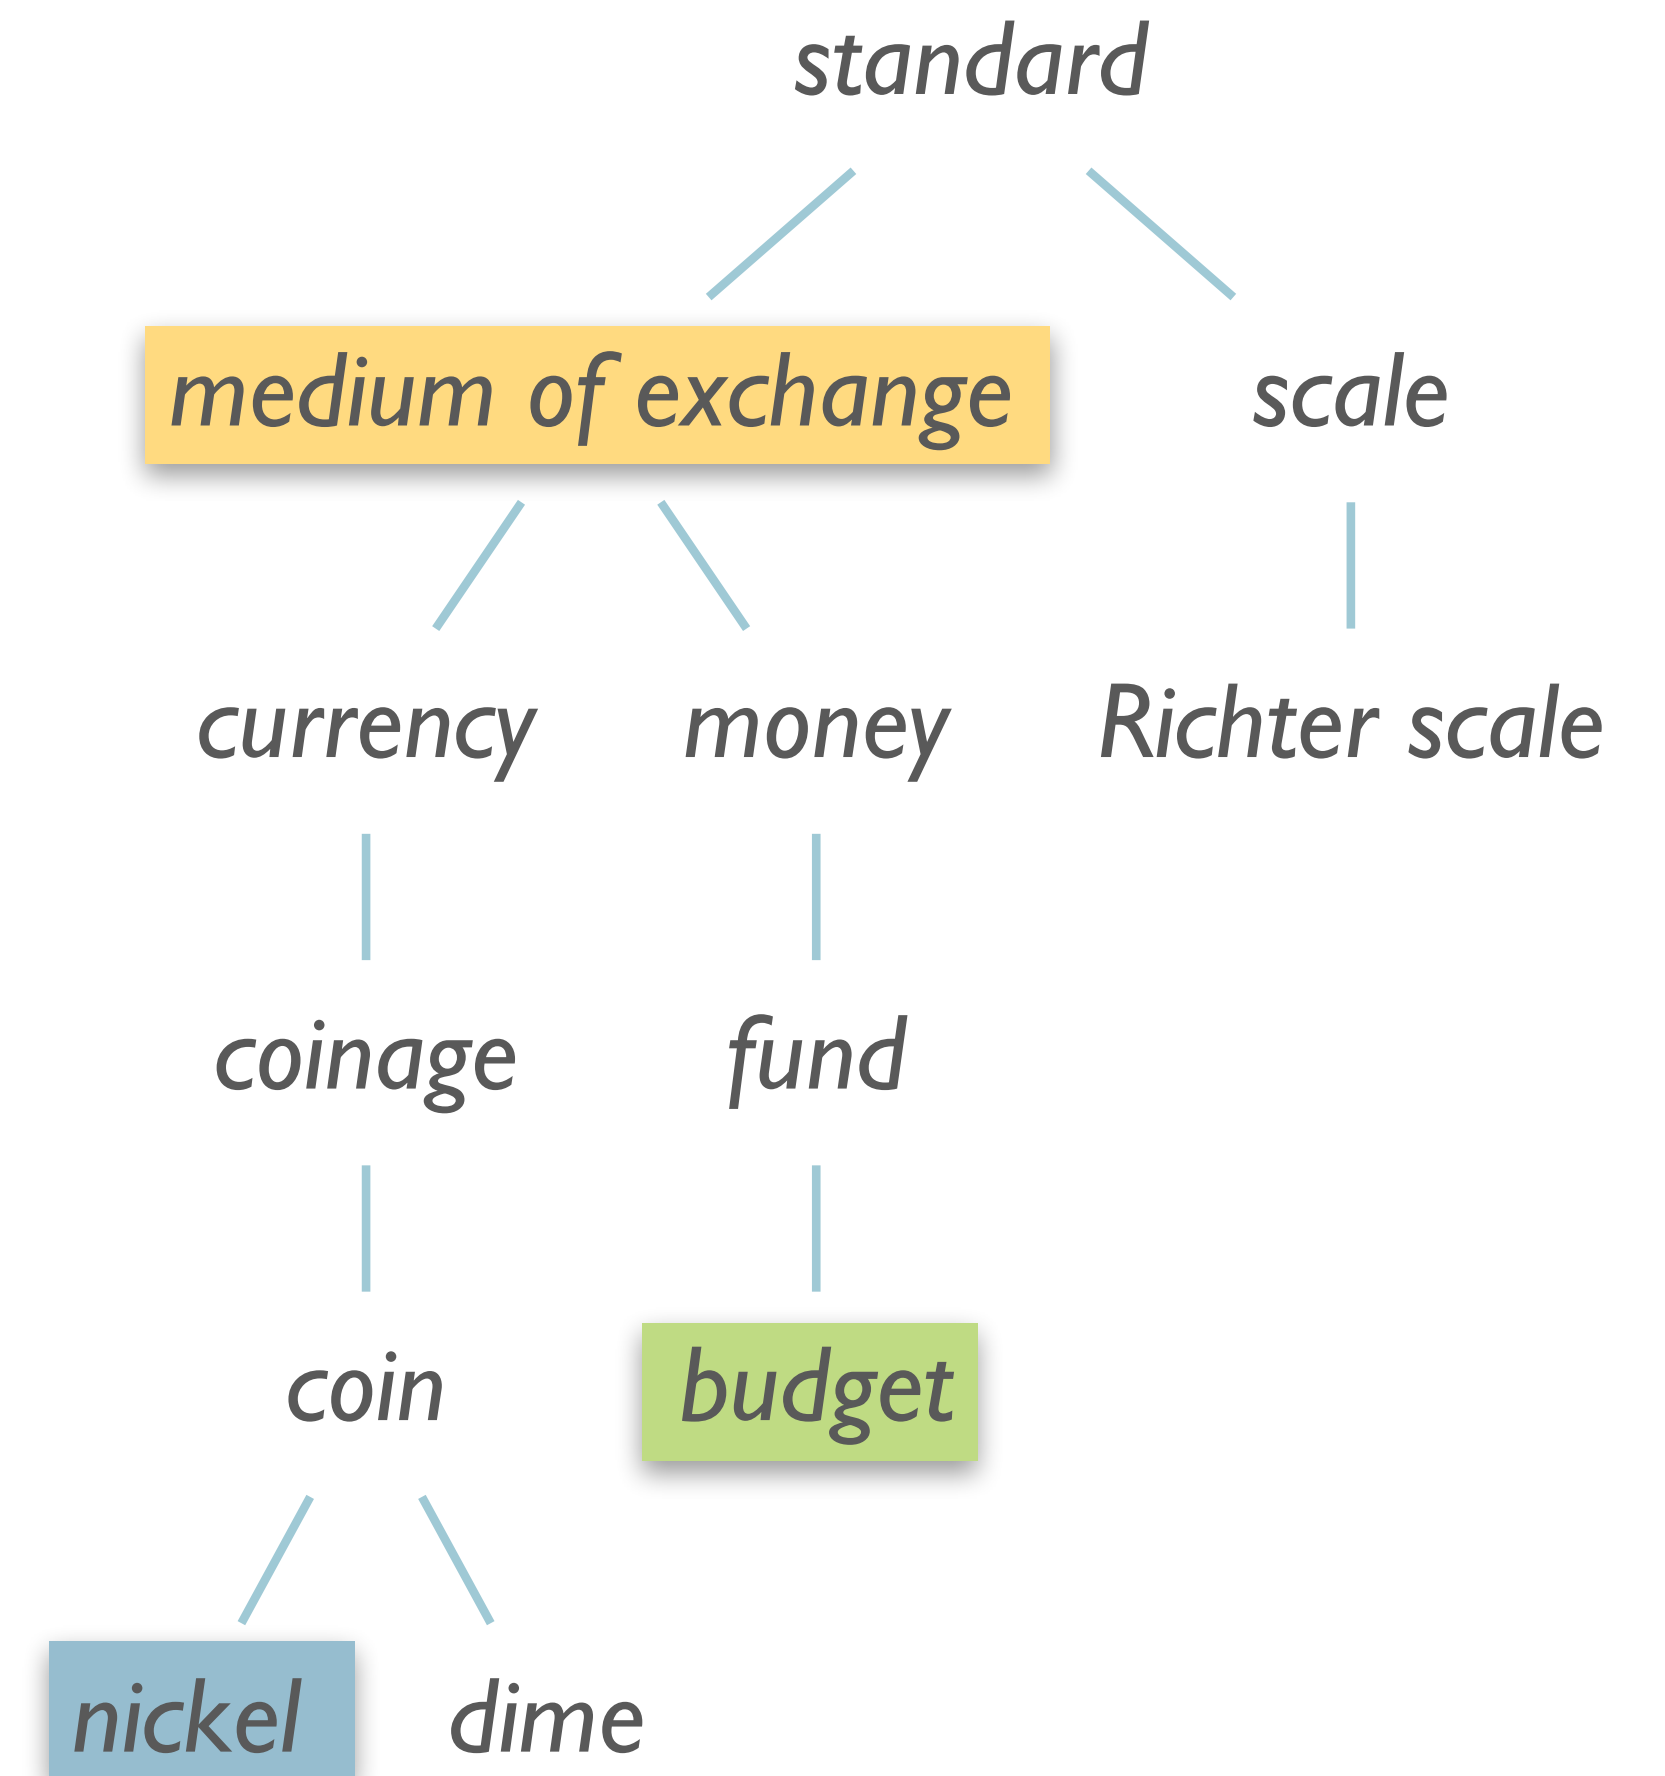 standard
medium of exchange
scale
currency
money
Richter scale
coinage
fund
coin
budget
nickel
dime